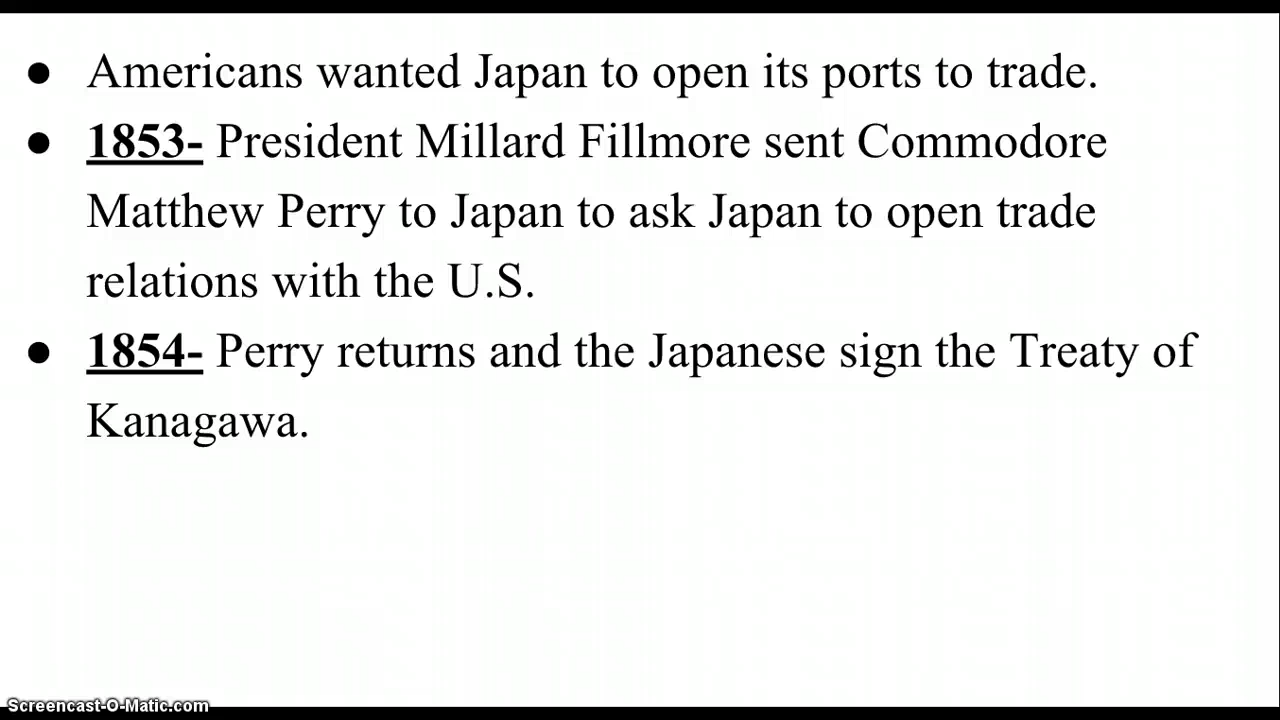 ● Americans wanted Japan to open its ports to trade.
● 1853- President Millard Fillmore sent Commodore
Matthew Perry to Japan to ask Japan to open trade
relations with the U.S.
● 1854- Perry returns and the Japanese sign the Treaty of
Kanagawa.
Screencast-O-Matic.com